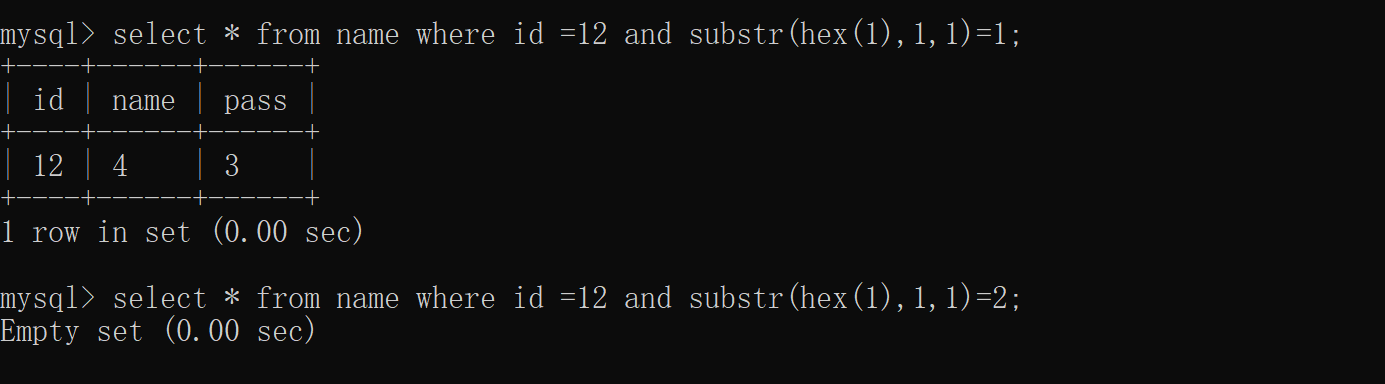 mysql> select * from name where id =12 and substr(hex(1),1,1)=1;
+----+------+------+
| id | name | pass |
+----+------+------+
| 12 | 4    | 3    |
+----+------+------+
1 row in set (0.00 sec)
mysql> select * from name where id =12 and substr(hex(1),1,1)=2;
Empty set (0.00 sec)